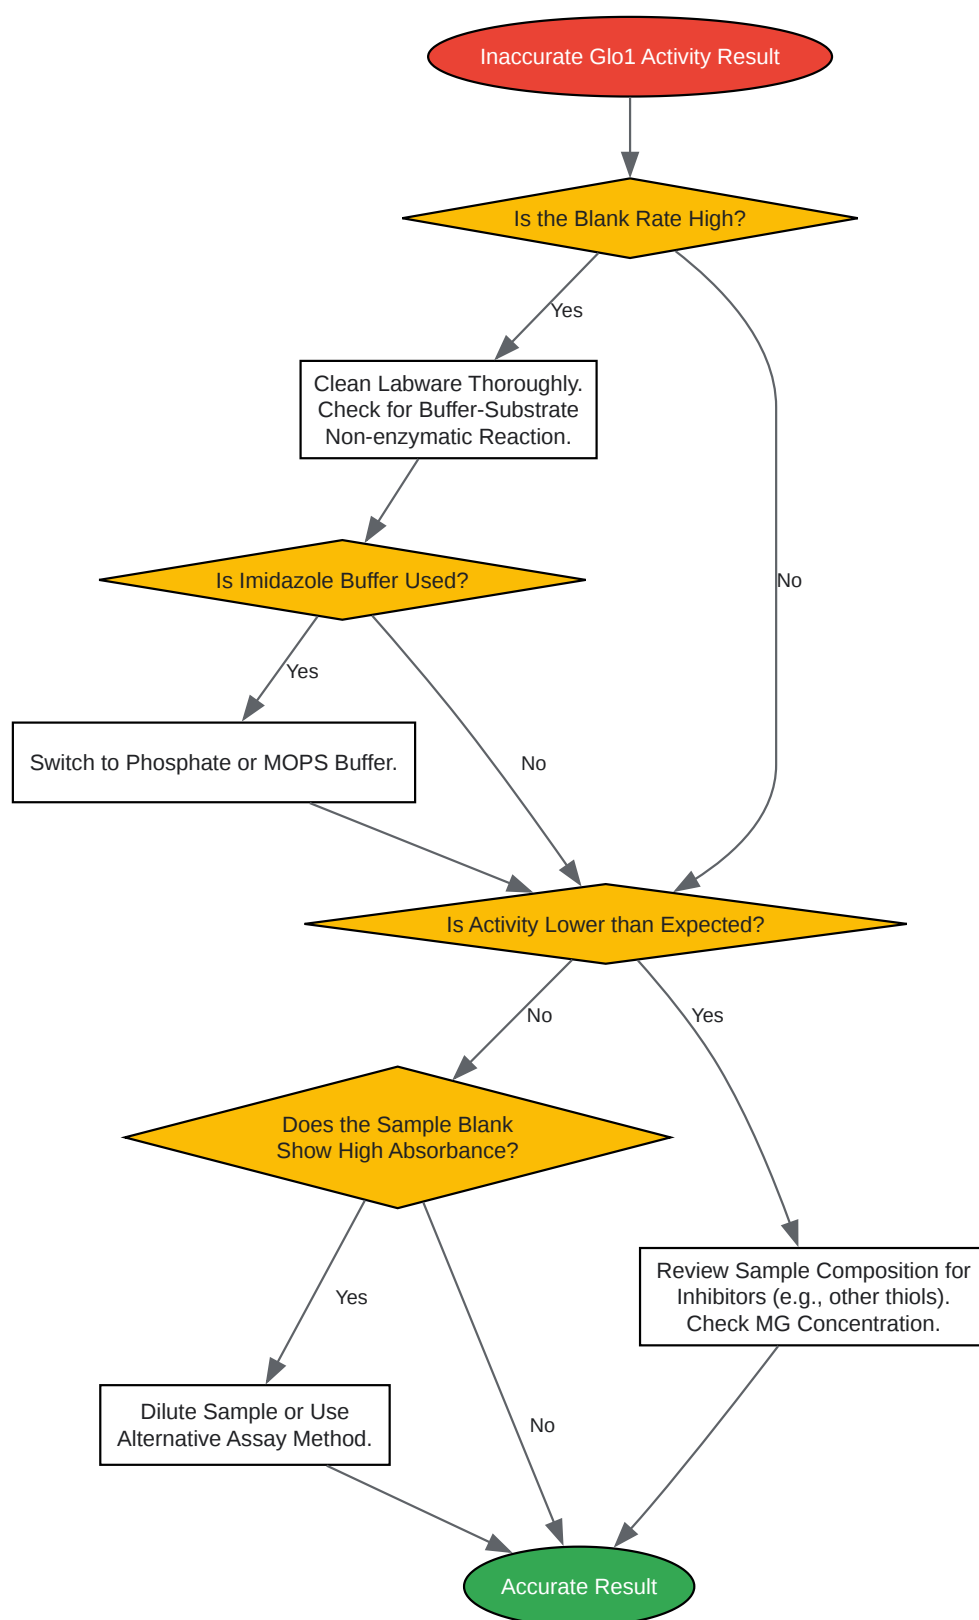 Inaccurate Glo1 Activity Result
Is the Blank Rate High?
Yes
Clean Labware Thoroughly.
Check for Buffer-Substrate
Non-enzymatic Reaction.
Is Imidazole Buffer Used?
No
Yes
Switch to Phosphate or MOPS Buffer.
No
Is Activity Lower than Expected?
No
Yes
Does the Sample Blank
Show High Absorbance?
Review Sample Composition for
Inhibitors (e.g., other thiols).
Check MG Concentration.
Yes
Dilute Sample or Use
Alternative Assay Method.
No
Accurate Result